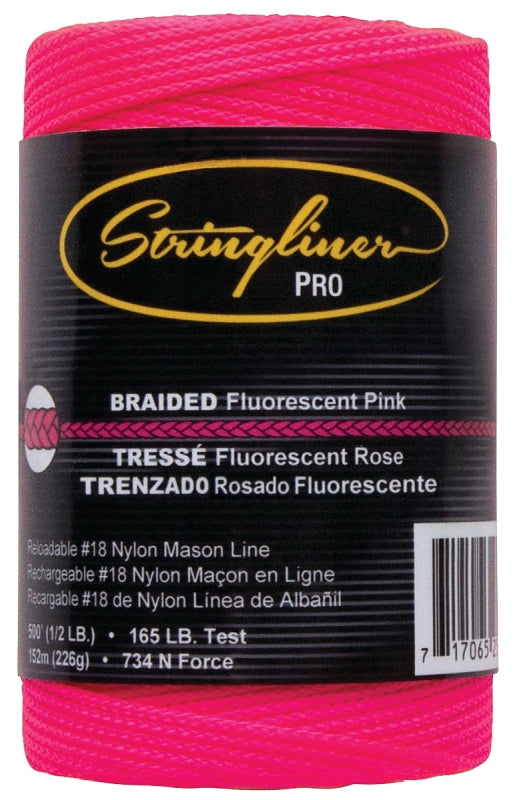 Stringliner
PRO
BRAIDED Fluorescent Pink
TRESSÉ Fluorescent Rose
TRENZADO Rosado Fluorescente
Reloadable #18 Nylon Mason Line
Rechargeable #18 Nylon Maçon en Ligne
Recargable #18 de Nylon Línea de Albañil
500' (1/2 LB.) • 165 LB. Test
152m (226g) • 734 N Force
7 17065